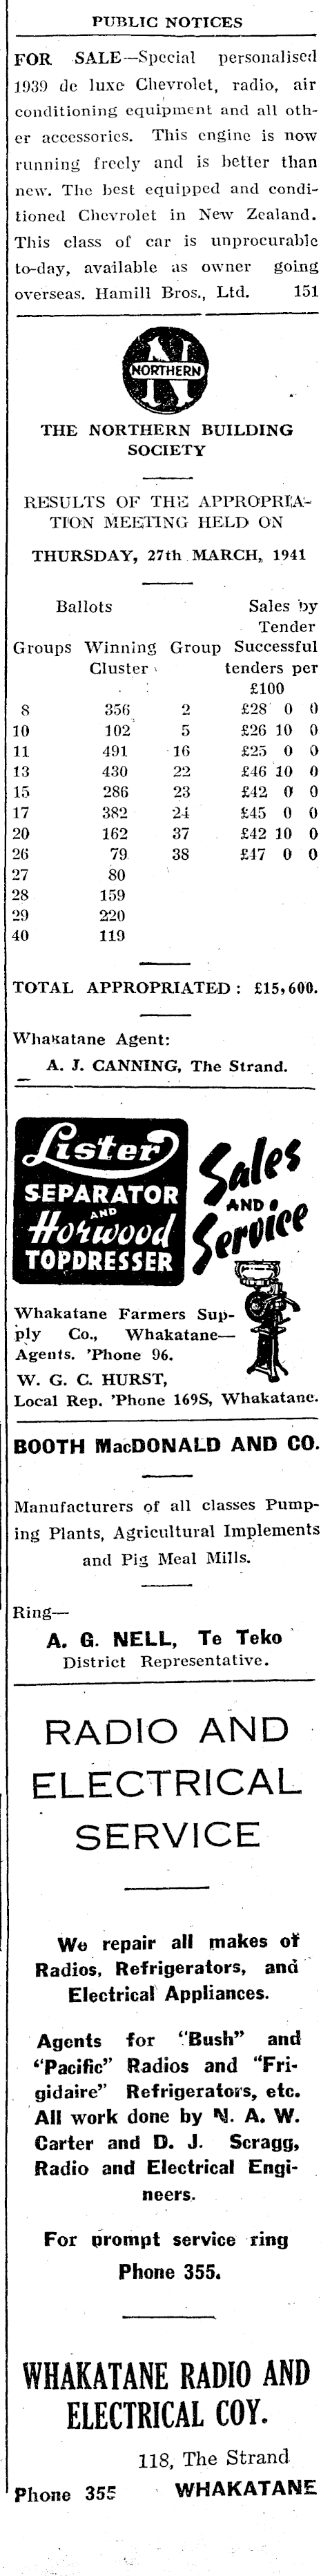 PUBLIC NOTICES
FOR SALE—Special personalised
1939 de luxe Chevrolet, radio, air
conditioning equipment and all oth-
er accessories. This engine is now
running freely and is better than
new. The best equipped and condi-
tioned Chevrolet in New Zealand.
This class of car is unprocurable
to-day, available as owner going
overseas. Hamill Bros., Ltd. 151
N
NORTHERN
THE NORTHERN BUILDING
SOCIETY
RESULTS OF THE APPROPRIA-
TION MEETING HELD ON
THURSDAY, 27th MARCH, 1941
Ballots Sales by
Tender
Groups Winning Group Successful
Cluster tenders per
£100
8 356 2 £28 0 0
10 102 5 £26 10 0
11 491 16 £25 0 0
13 430 22 £46 10 0
15 286 23 £42 0 0
17 382 24 £45 0 0
20 162 37 £42 10 0
26 79 38 £47 0 0
27 80
28 159
29 220
40 119
TOTAL APPROPRIATED: £15,600.
Whakatane Agent:
A. J. CANNING, The Strand.
Lister
SEPARATOR
AND
Horwood
TOPDRESSER
Sales
AND
Service
Whakatane Farmers Sup-
ply Co., Whakatane—
Agents. 'Phone 96.
W. G. C. HURST,
Local Rep. 'Phone 169S, Whakatane.
BOOTH MacDONALD AND CO.
Manufacturers of all classes Pump-
ing Plants, Agricultural Implements
and Pig Meal Mills.
Ring—
A. G. NELL, Te Teko
District Representative.
RADIO AND
ELECTRICAL
SERVICE
We repair all makes of
Radios, Refrigerators, and
Electrical Appliances.
Agents for "Bush" and
"Pacific" Radios and "Fri-
gidaire" Refrigerators, etc.
All work done by N. A. W.
Carter and D. J. Scragg,
Radio and Electrical Engi-
neers.
For prompt service ring
Phone 355.
WHAKATANE RADIO AND
ELECTRICAL COY.
118, The Strand
Phone 355 WHAKATANE